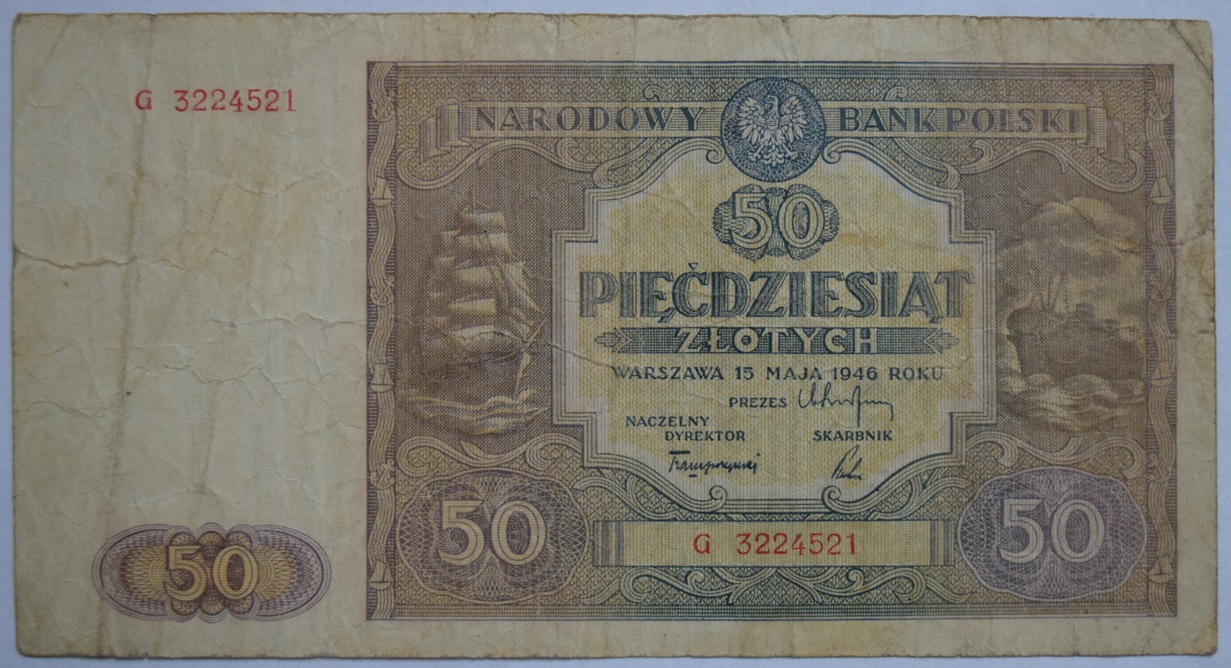 G 3224521
NARODOWY BANK POLSKI
50
PIĘĆDZIESIĄT
ZŁOTYCH
WARSZAWA 15 MAJA 1946 ROKU
PREZES
NACZELNY
DYREKTOR SKARBNIK
50 50 G 3224521 50